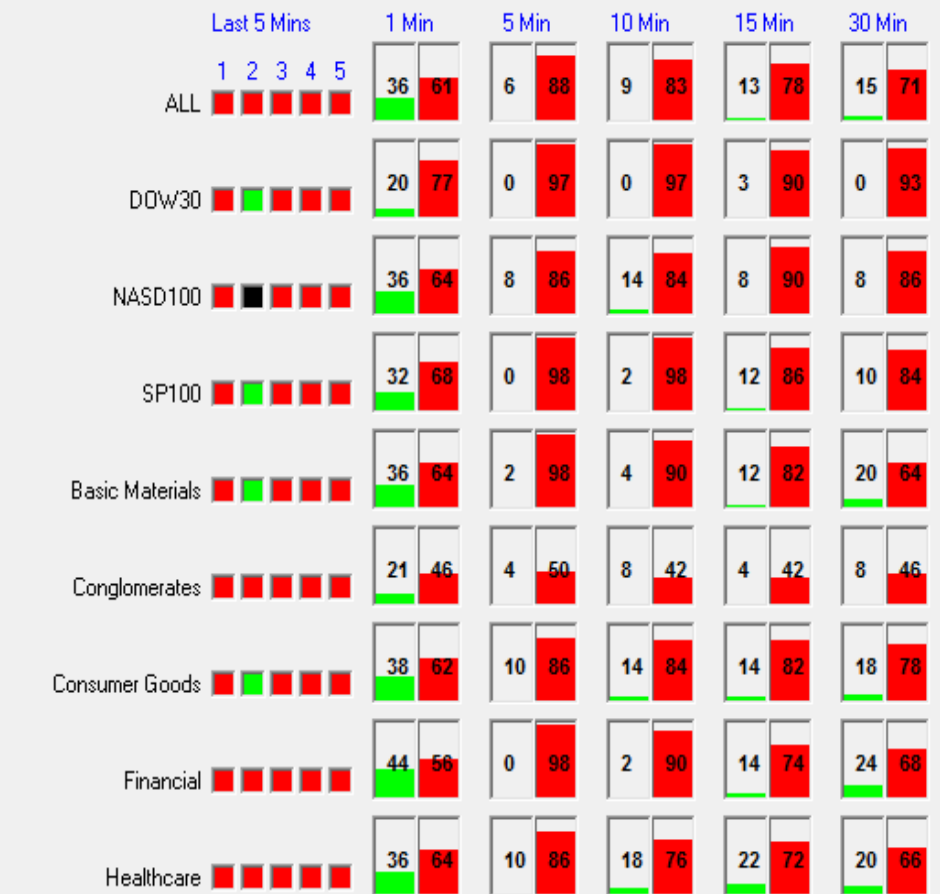 Last 5 Mins 1 Min 5 Min 10 Min 15 Min 30 Min
1 2 3 4 5
ALL 36 61 6 88 9 83 13 78 15 71
DOW30 20 77 0 97 0 97 3 90 0 93
NASD100 36 64 8 86 14 84 8 90 8 86
SP100 32 68 0 98 2 98 12 86 10 84
Basic Materials 36 64 2 98 4 90 12 82 20 64
Conglomerates 21 46 4 50 8 42 4 42 8 46
Consumer Goods 38 62 10 86 14 84 14 82 18 78
Financial 44 56 0 98 2 90 14 74 24 68
Healthcare 36 64 10 86 18 76 22 72 20 66